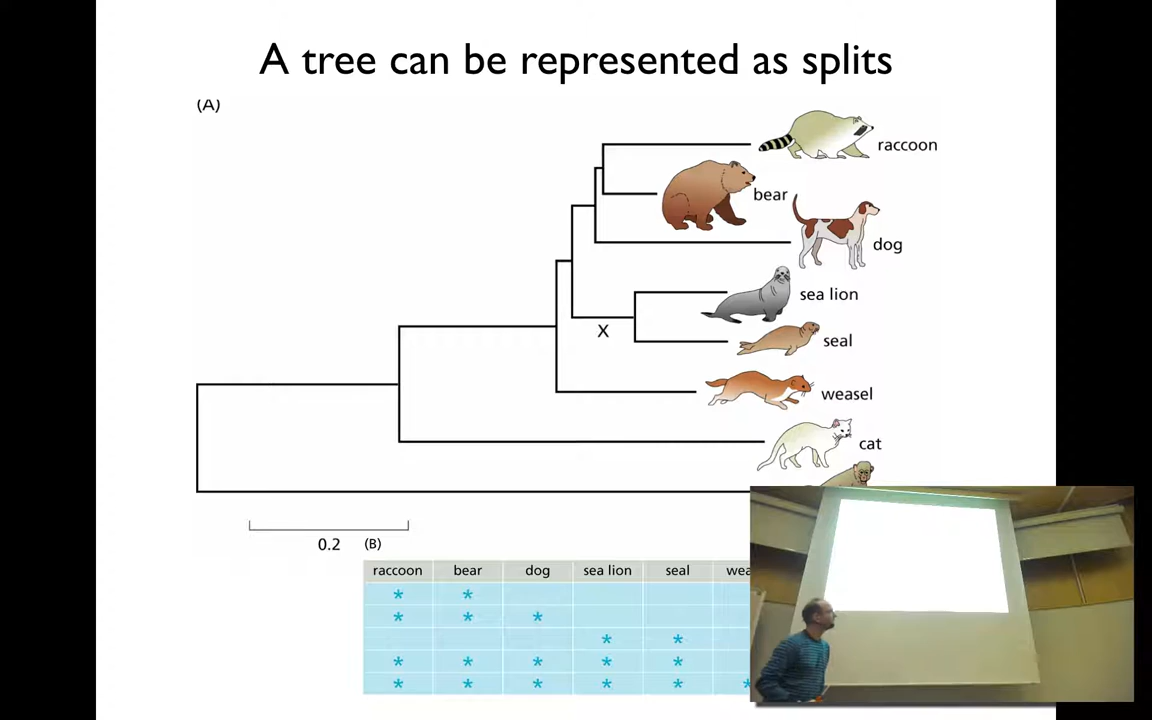 A tree can be represented as splits
(A)
raccoon
bear
dog
sea lion
seal
X
weasel
cat
0.2
(B)
raccoon bear dog sea lion seal
* *
* * *
* *
* * * * *
* * * * * *